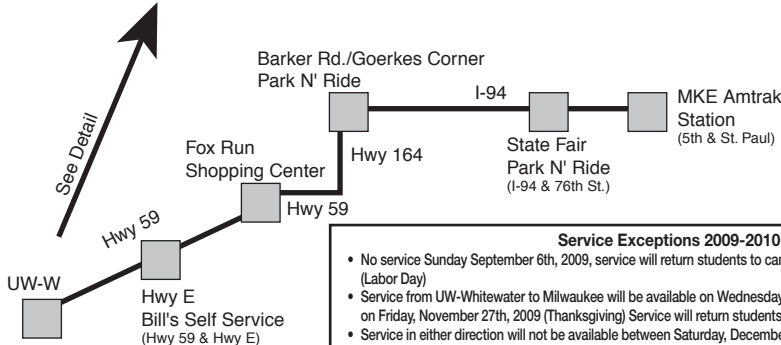 Barker Rd./Goerkes Corner
Park N' Ride
I-94
MKE Amtrak
Station
(5th & St. Paul)
See Detail
Fox Run
Shopping Center
Hwy 164
State Fair
Park N' Ride
(I-94 & 76th St.)
Hwy 59
Hwy 59
UW-W
Hwy E
Bill's Self Service
(Hwy 59 & Hwy E)
Service Exceptions 2009-2010
• No service Sunday September 6th, 2009, service will return students to
(Labor Day)
• Service from UW-Whitewater to Milwaukee will be available on Wednesday
on Friday, November 27th, 2009 (Thanksgiving) Service will return students
• Service in either direction will not be available between Saturday,